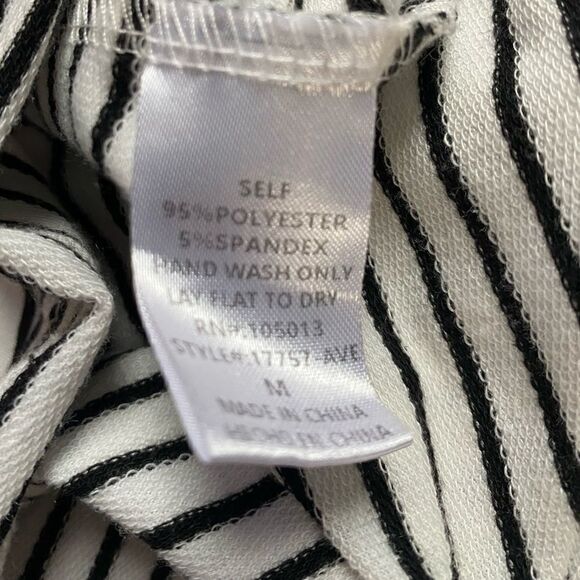 SELF
95%POLYESTER
5%SPANDEX
HAND WASH ONLY
LAY FLAT TO DRY
RN#:105013
STYLE#:17757-AVE
M
MADE IN CHINA
HECHO EN CHINA